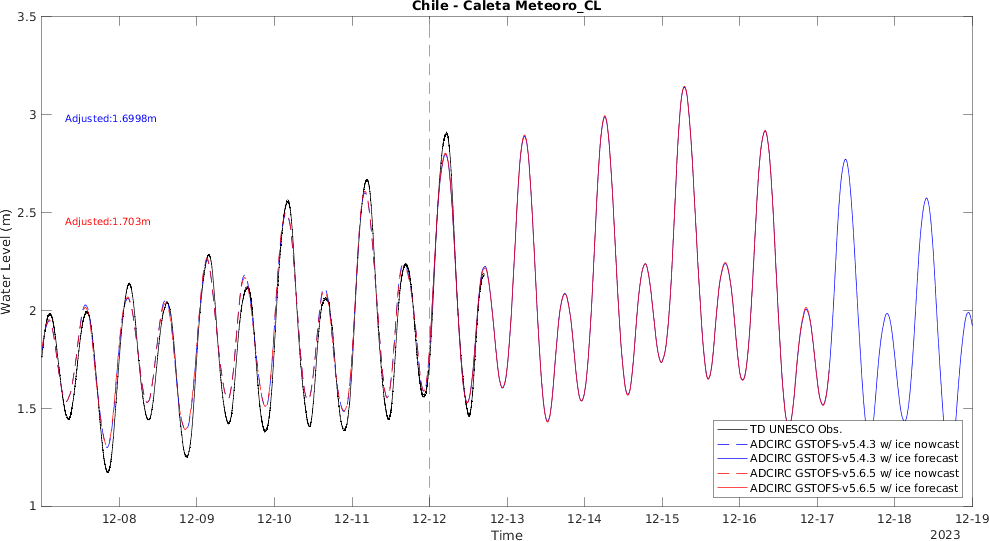 Chile - Caleta Meteoro_CL
3.5
3
2.5
2
1.5
1
Water Level (m)
Adjusted:1.6998m
Adjusted:1.703m
TD UNESCO Obs.
ADCIRC GSTOFS-v5.4.3 w/ ice nowcast
ADCIRC GSTOFS-v5.4.3 w/ ice forecast
ADCIRC GSTOFS-v5.6.5 w/ ice nowcast
ADCIRC GSTOFS-v5.6.5 w/ ice forecast
12-08 12-09 12-10 12-11 12-12 12-13 12-14 12-15 12-16 12-17 12-18 12-19
Time
2023